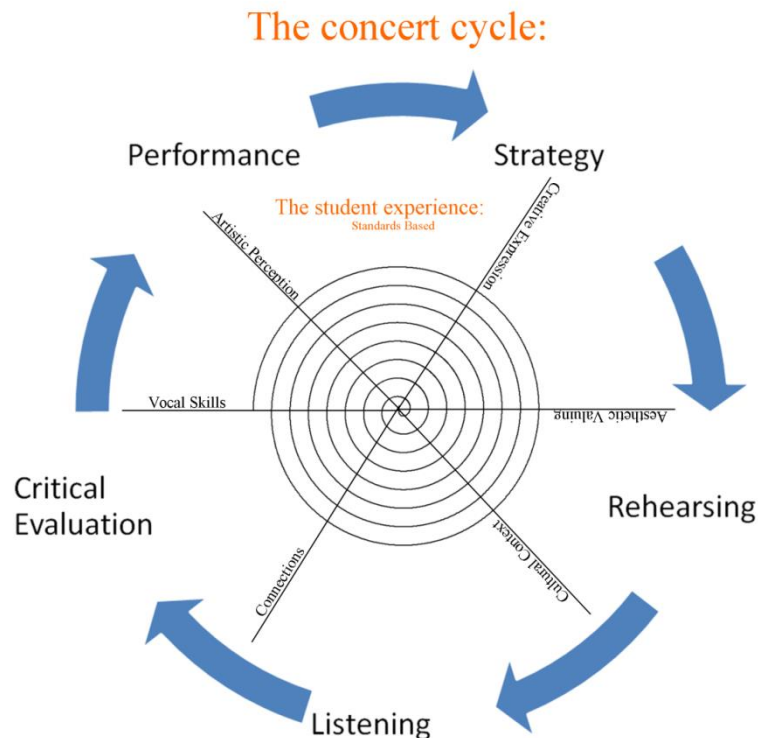 The concert cycle:
Performance
Strategy
The student experience:
Standards Based
Artistic Perception
Creative Expression
Vocal Skills
Aesthetic Valuing
Critical
Evaluation
Rehearsing
Connections
Cultural Context
Listening